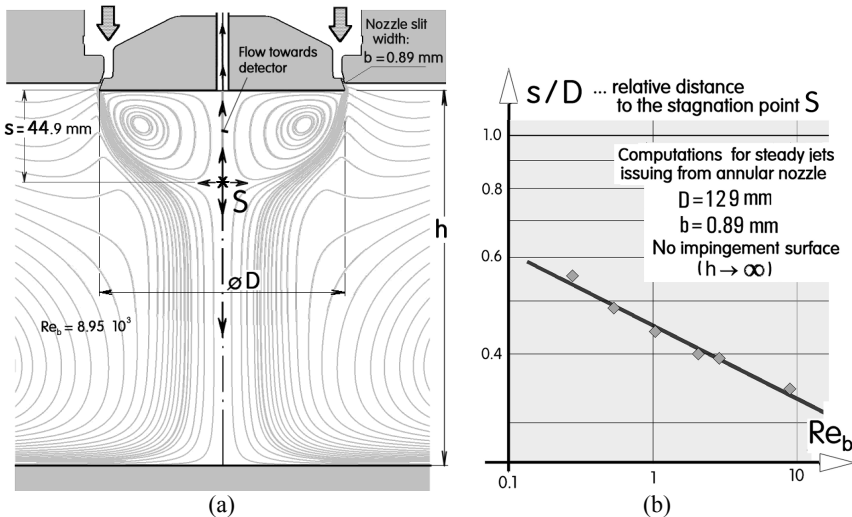 Nozzle slit
width:
b = 0.89 mm
Flow towards
detector
s = 44.9 mm
S
h
⌀ D
Re_b = 8.95 10³
(a)
s/D ... relative distance
to the stagnation point S
1.0
0.8
0.6
0.4
Computations for steady jets
issuing from annular nozzle
D = 129 mm
b = 0.89 mm
No impingement surface
(h → ∞)
Re_b
0.1
1
10
(b)